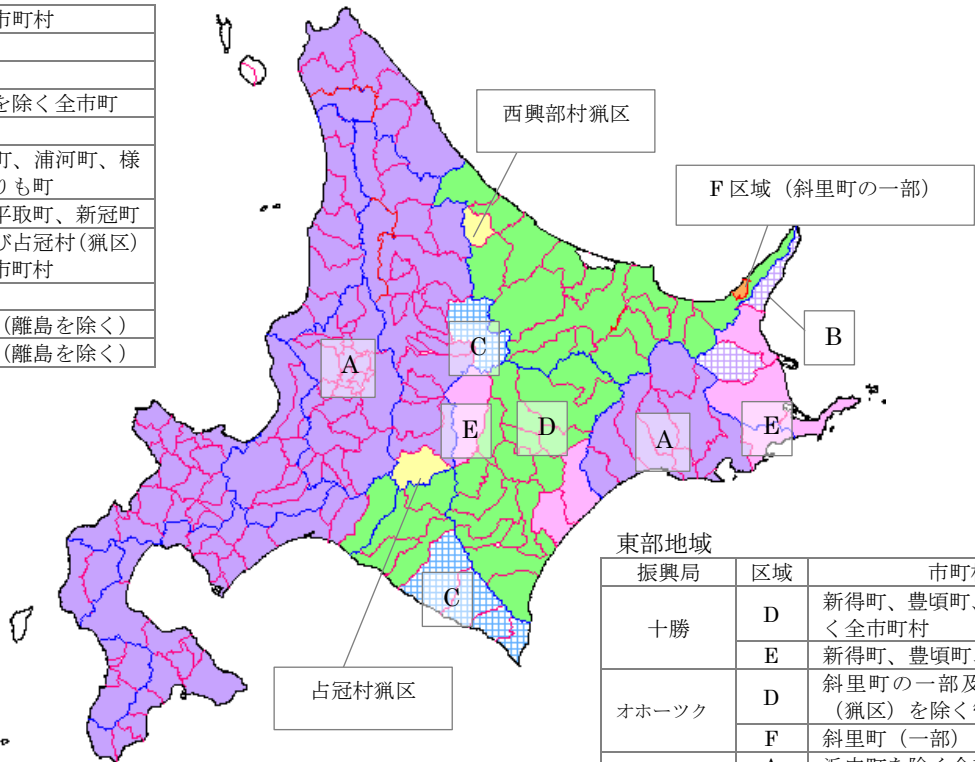 市町村
を除く全市町
町、浦河町、様
りも町
平取町、新冠町
び占冠村(猟区)
市町村
(離島を除く)
(離島を除く)
西興部村猟区
F 区域（斜里町の一部）
B
C
A
E
D
A
E
C
占冠村猟区
東部地域
振興局 区域 市町村
十勝 D 新得町、豊頃町、
く全市町村
E 新得町、豊頃町、
オホーツク D 斜里町の一部及
（猟区）を除く
F 斜里町（一部）